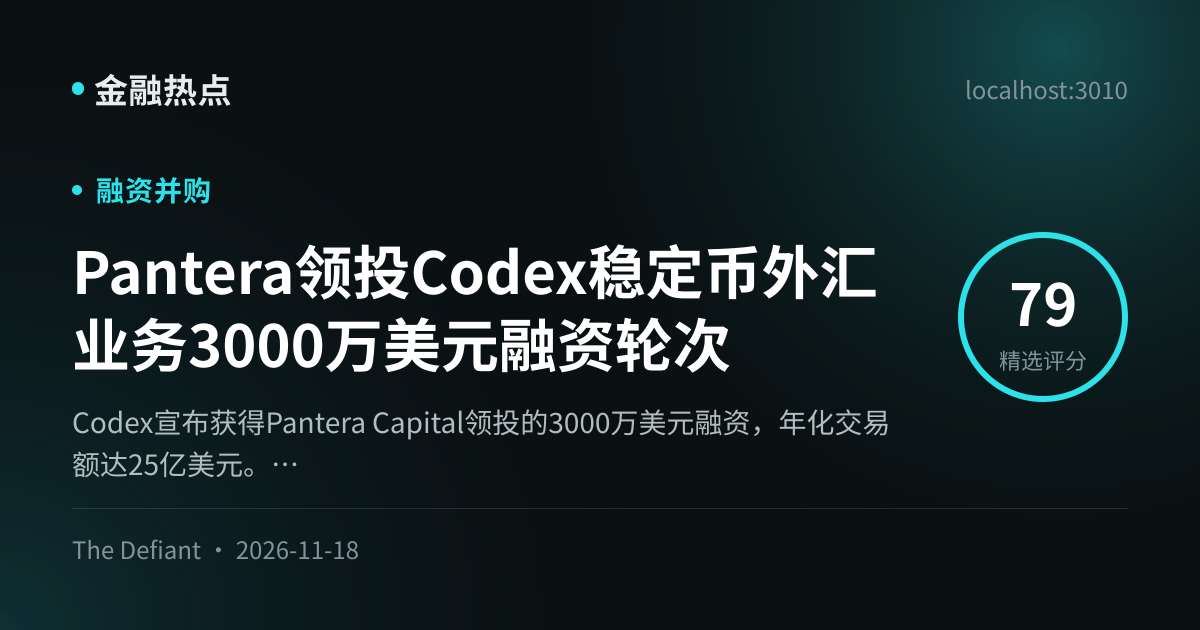 金融热点
localhost:3010
融资并购
Pantera领投Codex稳定币外汇
业务3000万美元融资轮次
79
精选评分
Codex宣布获得Pantera Capital领投的3000万美元融资，年化交易
额达25亿美元。…
The Defiant · 2026-11-18